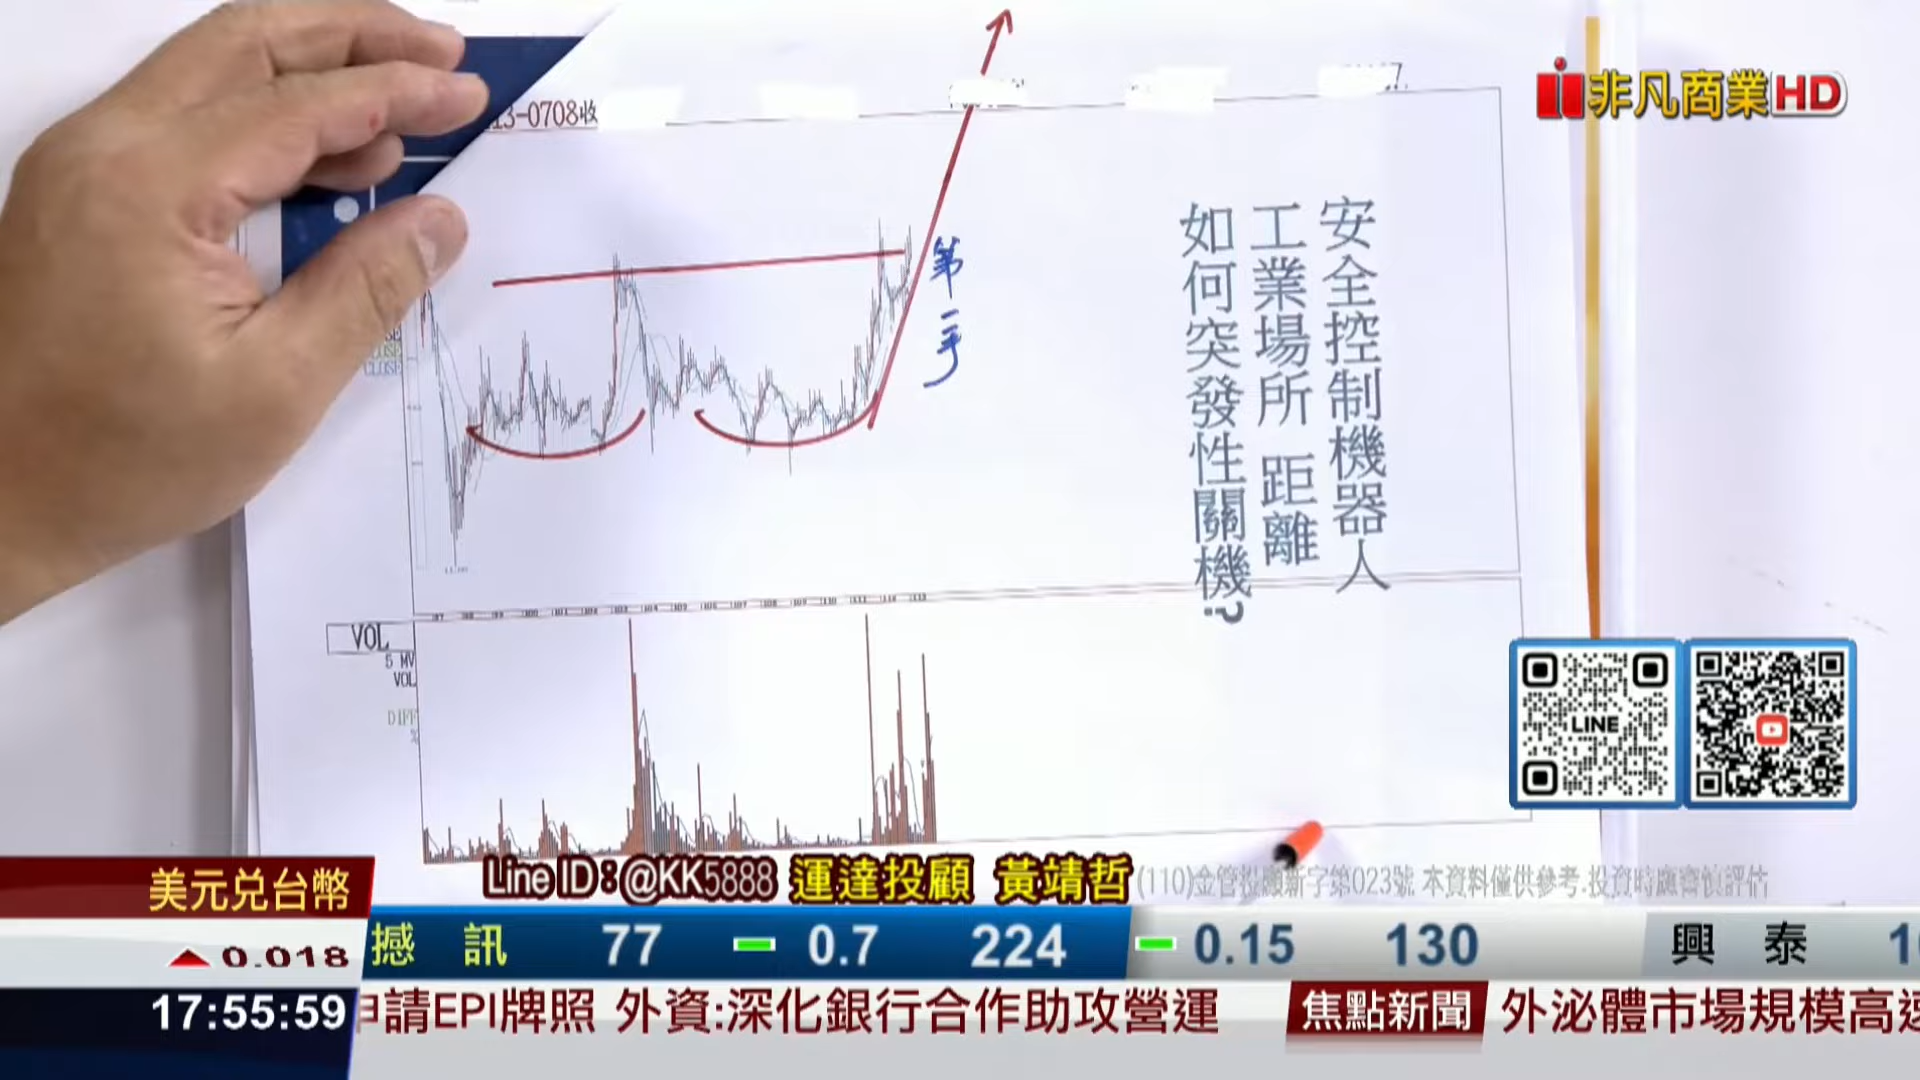 13-0708收
非凡商業HD
安全控制機器人
工業場所 距離
如何突發性關機?
第一手
CLOSE
VOL
5 MV
VOL
DIFF
LINE
Line ID:@KK5888 運達投顧 黃靖哲
(110)金管投顧新字第023號 本資料僅供參考.投資時應審慎評估
美元兌台幣
0.018
17:55:59
撼訊 77 0.7 224 0.15 130 興泰
申請EPI牌照 外資:深化銀行合作助攻營運 焦點新聞 外泌體市場規模高速